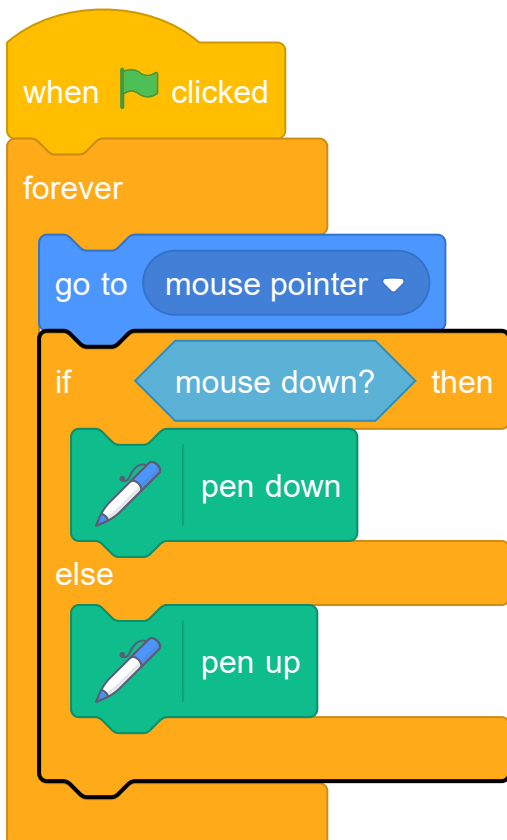 when clicked
forever
go to mouse pointer
if mouse down? then
pen down
else
pen up